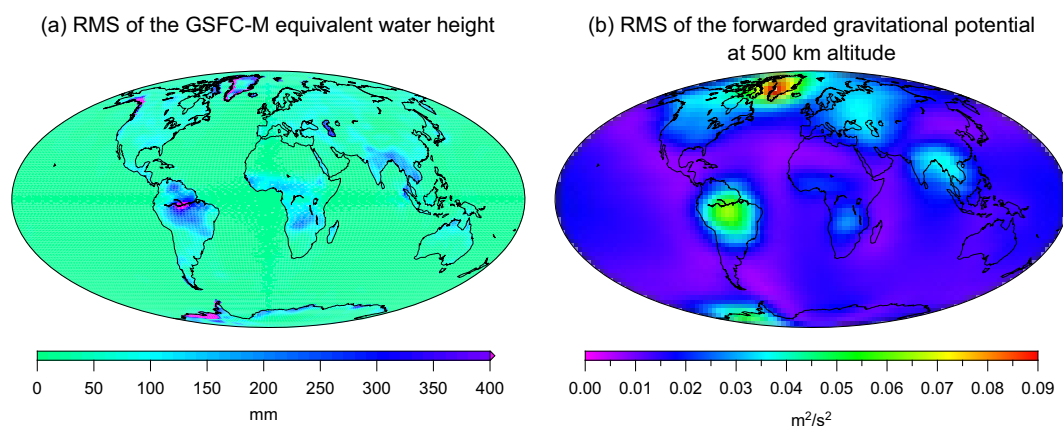 (a) RMS of the GSFC-M equivalent water height
0 50 100 150 200 250 300 350 400
mm
(b) RMS of the forwarded gravitational potential
at 500 km altitude
0.00 0.01 0.02 0.03 0.04 0.05 0.06 0.07 0.08 0.09
m²/s²